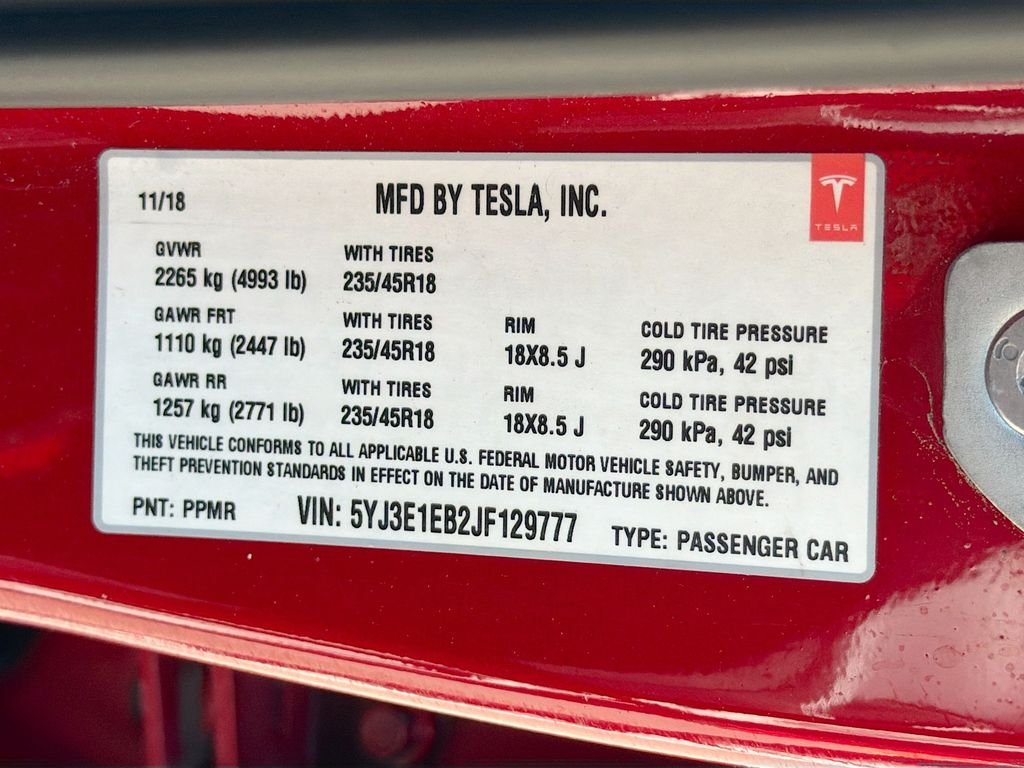 11/18
MFD BY TESLA, INC.
TESLA
GVWR
2265 kg (4993 lb)
WITH TIRES
235/45R18
GAWR FRT
1110 kg (2447 lb)
WITH TIRES
235/45R18
RIM
18X8.5 J
COLD TIRE PRESSURE
290 kPa, 42 psi
GAWR RR
1257 kg (2771 lb)
WITH TIRES
235/45R18
RIM
18X8.5 J
COLD TIRE PRESSURE
290 kPa, 42 psi
THIS VEHICLE CONFORMS TO ALL APPLICABLE U.S. FEDERAL MOTOR VEHICLE SAFETY, BUMPER, AND
THEFT PREVENTION STANDARDS IN EFFECT ON THE DATE OF MANUFACTURE SHOWN ABOVE.
PNT: PPMR
VIN: 5YJ3E1EB2JF129777
TYPE: PASSENGER CAR